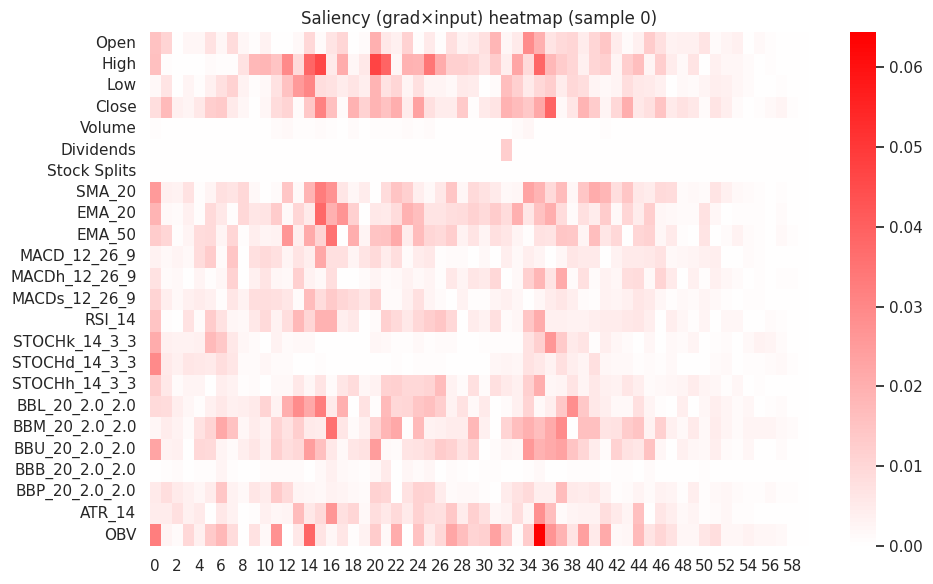 Saliency (grad×input) heatmap (sample 0)
Open
High
Low
Close
Volume
Dividends
Stock Splits
SMA_20
EMA_20
EMA_50
MACD_12_26_9
MACDh_12_26_9
MACDs_12_26_9
RSI_14
STOCHk_14_3_3
STOCHd_14_3_3
STOCHh_14_3_3
BBL_20_2.0_2.0
BBM_20_2.0_2.0
BBU_20_2.0_2.0
BBB_20_2.0_2.0
BBP_20_2.0_2.0
ATR_14
OBV
0 2 4 6 8 10 12 14 16 18 20 22 24 26 28 30 32 34 36 38 40 42 44 46 48 50 52 54 56 58
0.06
0.05
0.04
0.03
0.02
0.01
0.00